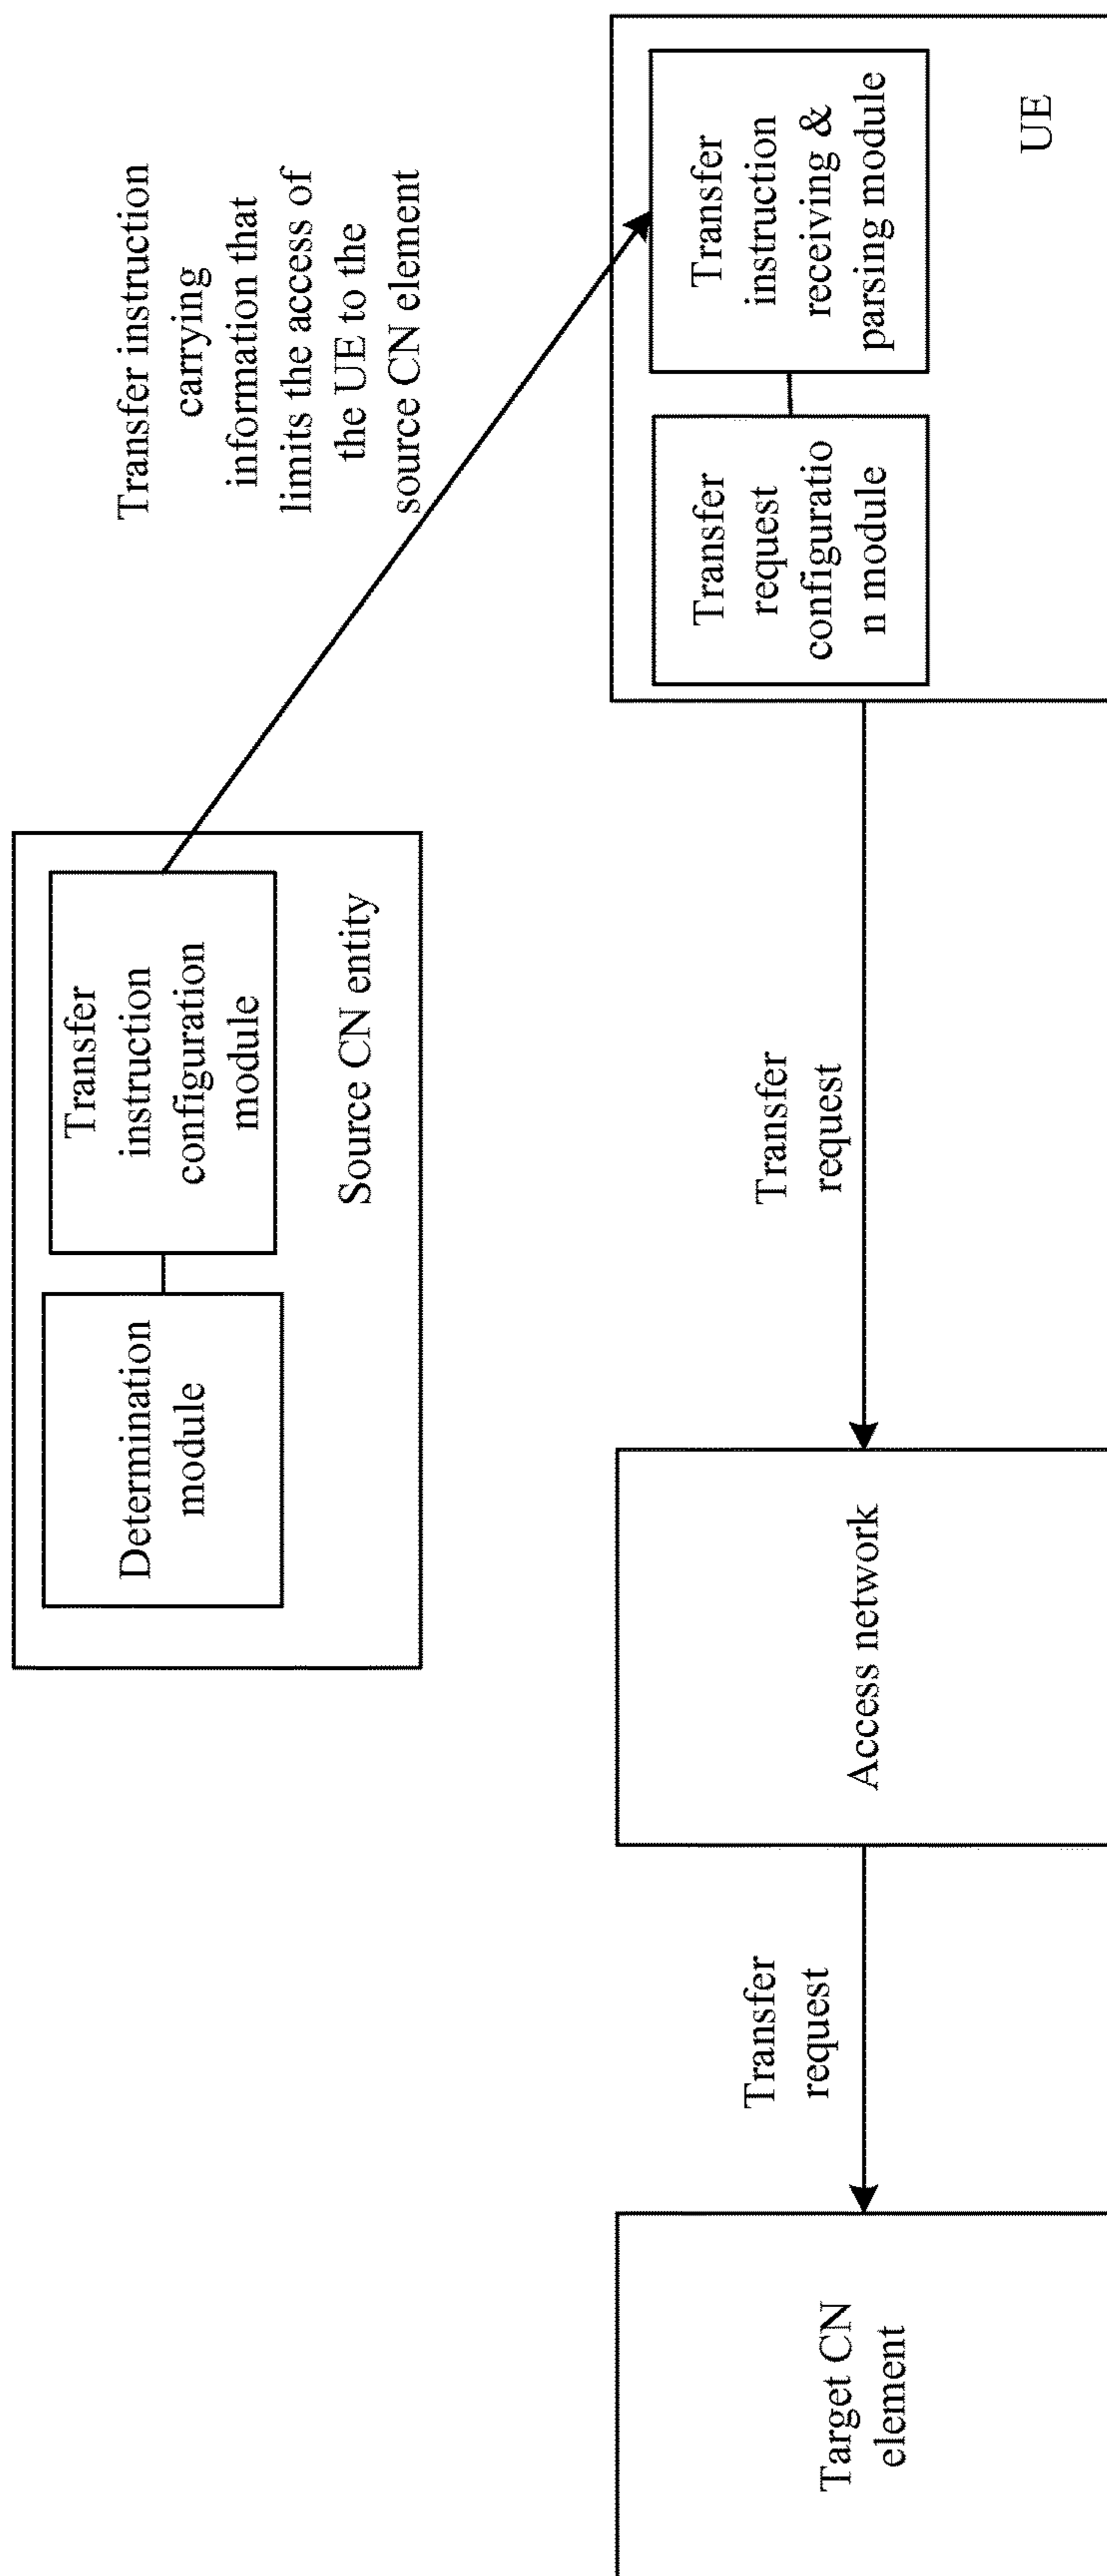 Determination
module
Transfer
instruction
configuration
module
Source CN entity
Transfer instruction
carrying
information that
limits the access of
the UE to the
source CN element
Target CN
element
Transfer
request
Access network
Transfer
request
Transfer
request
configuratio
n module
Transfer
instruction
receiving &
parsing module
UE